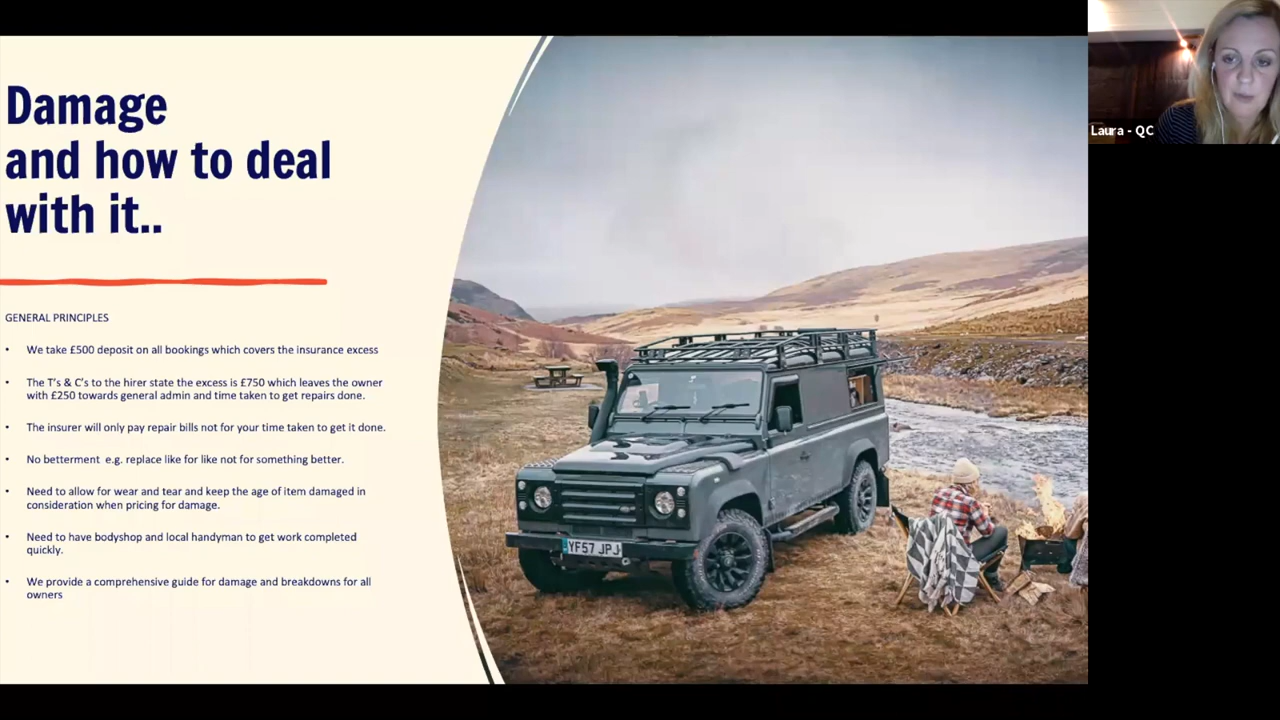 Damage
and how to deal
with it..
GENERAL PRINCIPLES
• We take £500 deposit on all bookings which covers the insurance excess
• The T's & C's to the hirer state the excess is £750 which leaves the owner
with £250 towards general admin and time taken to get repairs done.
• The insurer will only pay repair bills not for your time taken to get it done.
• No betterment e.g. replace like for like not for something better.
• Need to allow for wear and tear and keep the age of item damaged in
consideration when pricing for damage.
• Need to have bodyshop and local handyman to get work completed
quickly.
• We provide a comprehensive guide for damage and breakdowns for all
owners
YF57 JPJ
Laura - QC